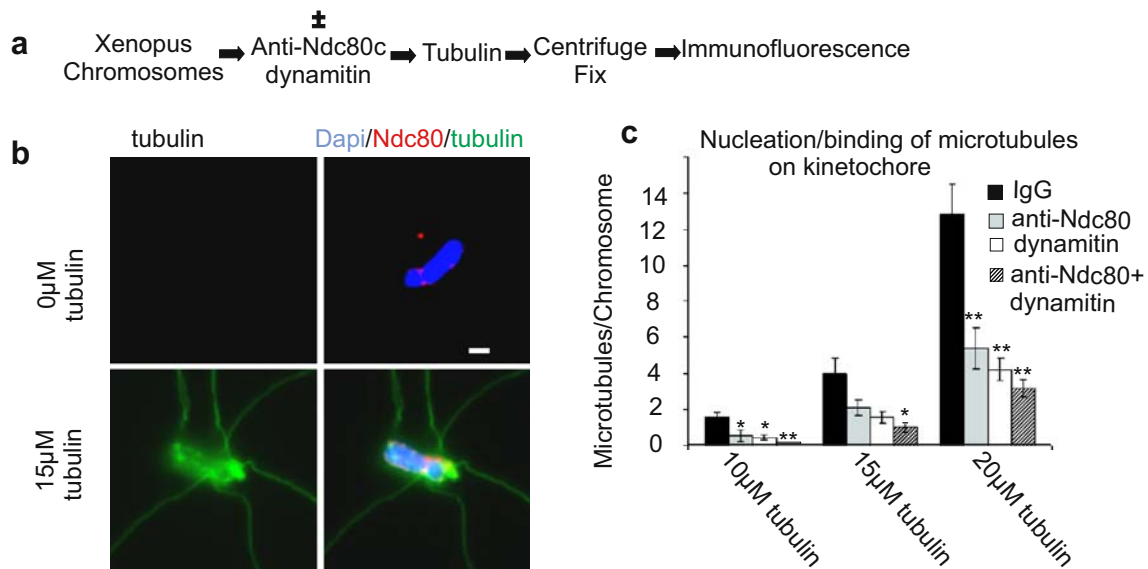 a
±
Xenopus
Chromosomes
Anti-Ndc80c
dynamitin
Tubulin
Centrifuge
Fix
Immunofluorescence
b
tubulin
Dapi/Ndc80/tubulin
0µM
tubulin
15µM
tubulin
c
Nucleation/binding of microtubules
on kinetochore
Microtubules/Chromosome
14
12
10
8
6
4
2
0
IgG
anti-Ndc80
dynamitin
anti-Ndc80+
dynamitin
* * **
*
** ** **
10µM tubulin
15µM tubulin
20µM tubulin